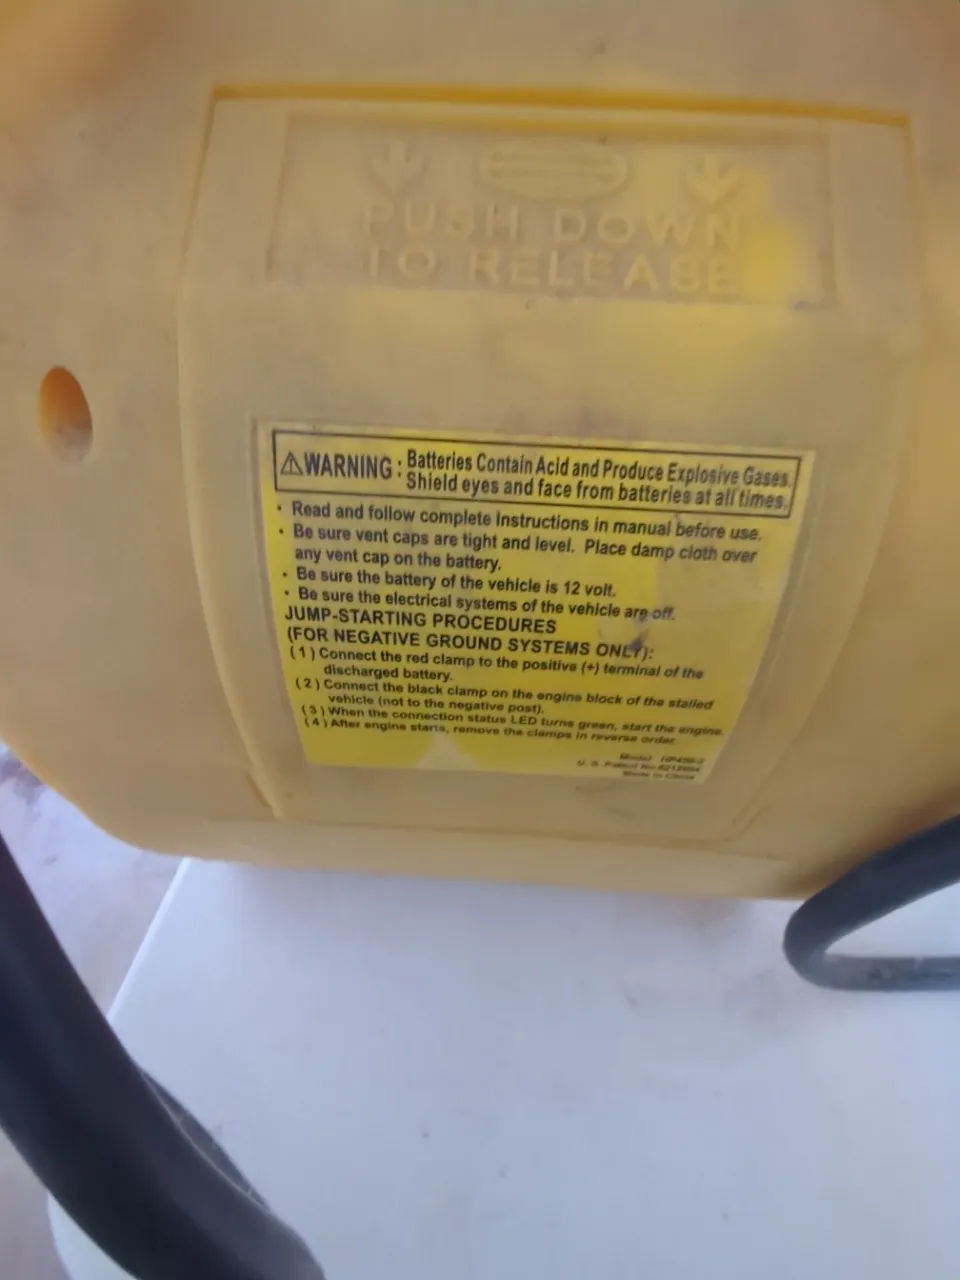 PUSH DOWN
TO RELEASE
⚠WARNING : Batteries Contain Acid and Produce Explosive Gases.
Shield eyes and face from batteries at all times.
• Read and follow complete Instructions in manual before use.
• Be sure vent caps are tight and level. Place damp cloth over
any vent cap on the battery.
• Be sure the battery of the vehicle is 12 volt.
• Be sure the electrical systems of the vehicle are off.
JUMP-STARTING PROCEDURES
(FOR NEGATIVE GROUND SYSTEMS ONLY):
(1) Connect the red clamp to the positive (+) terminal of the
discharged battery.
(2) Connect the black clamp on the engine block of the stalled
vehicle (not to the negative post).
(3) When the connection status LED turns green, start the engine.
(4) After engine starts, remove the clamps in reverse order.
Model:
U. S. Patent No.
Made in China